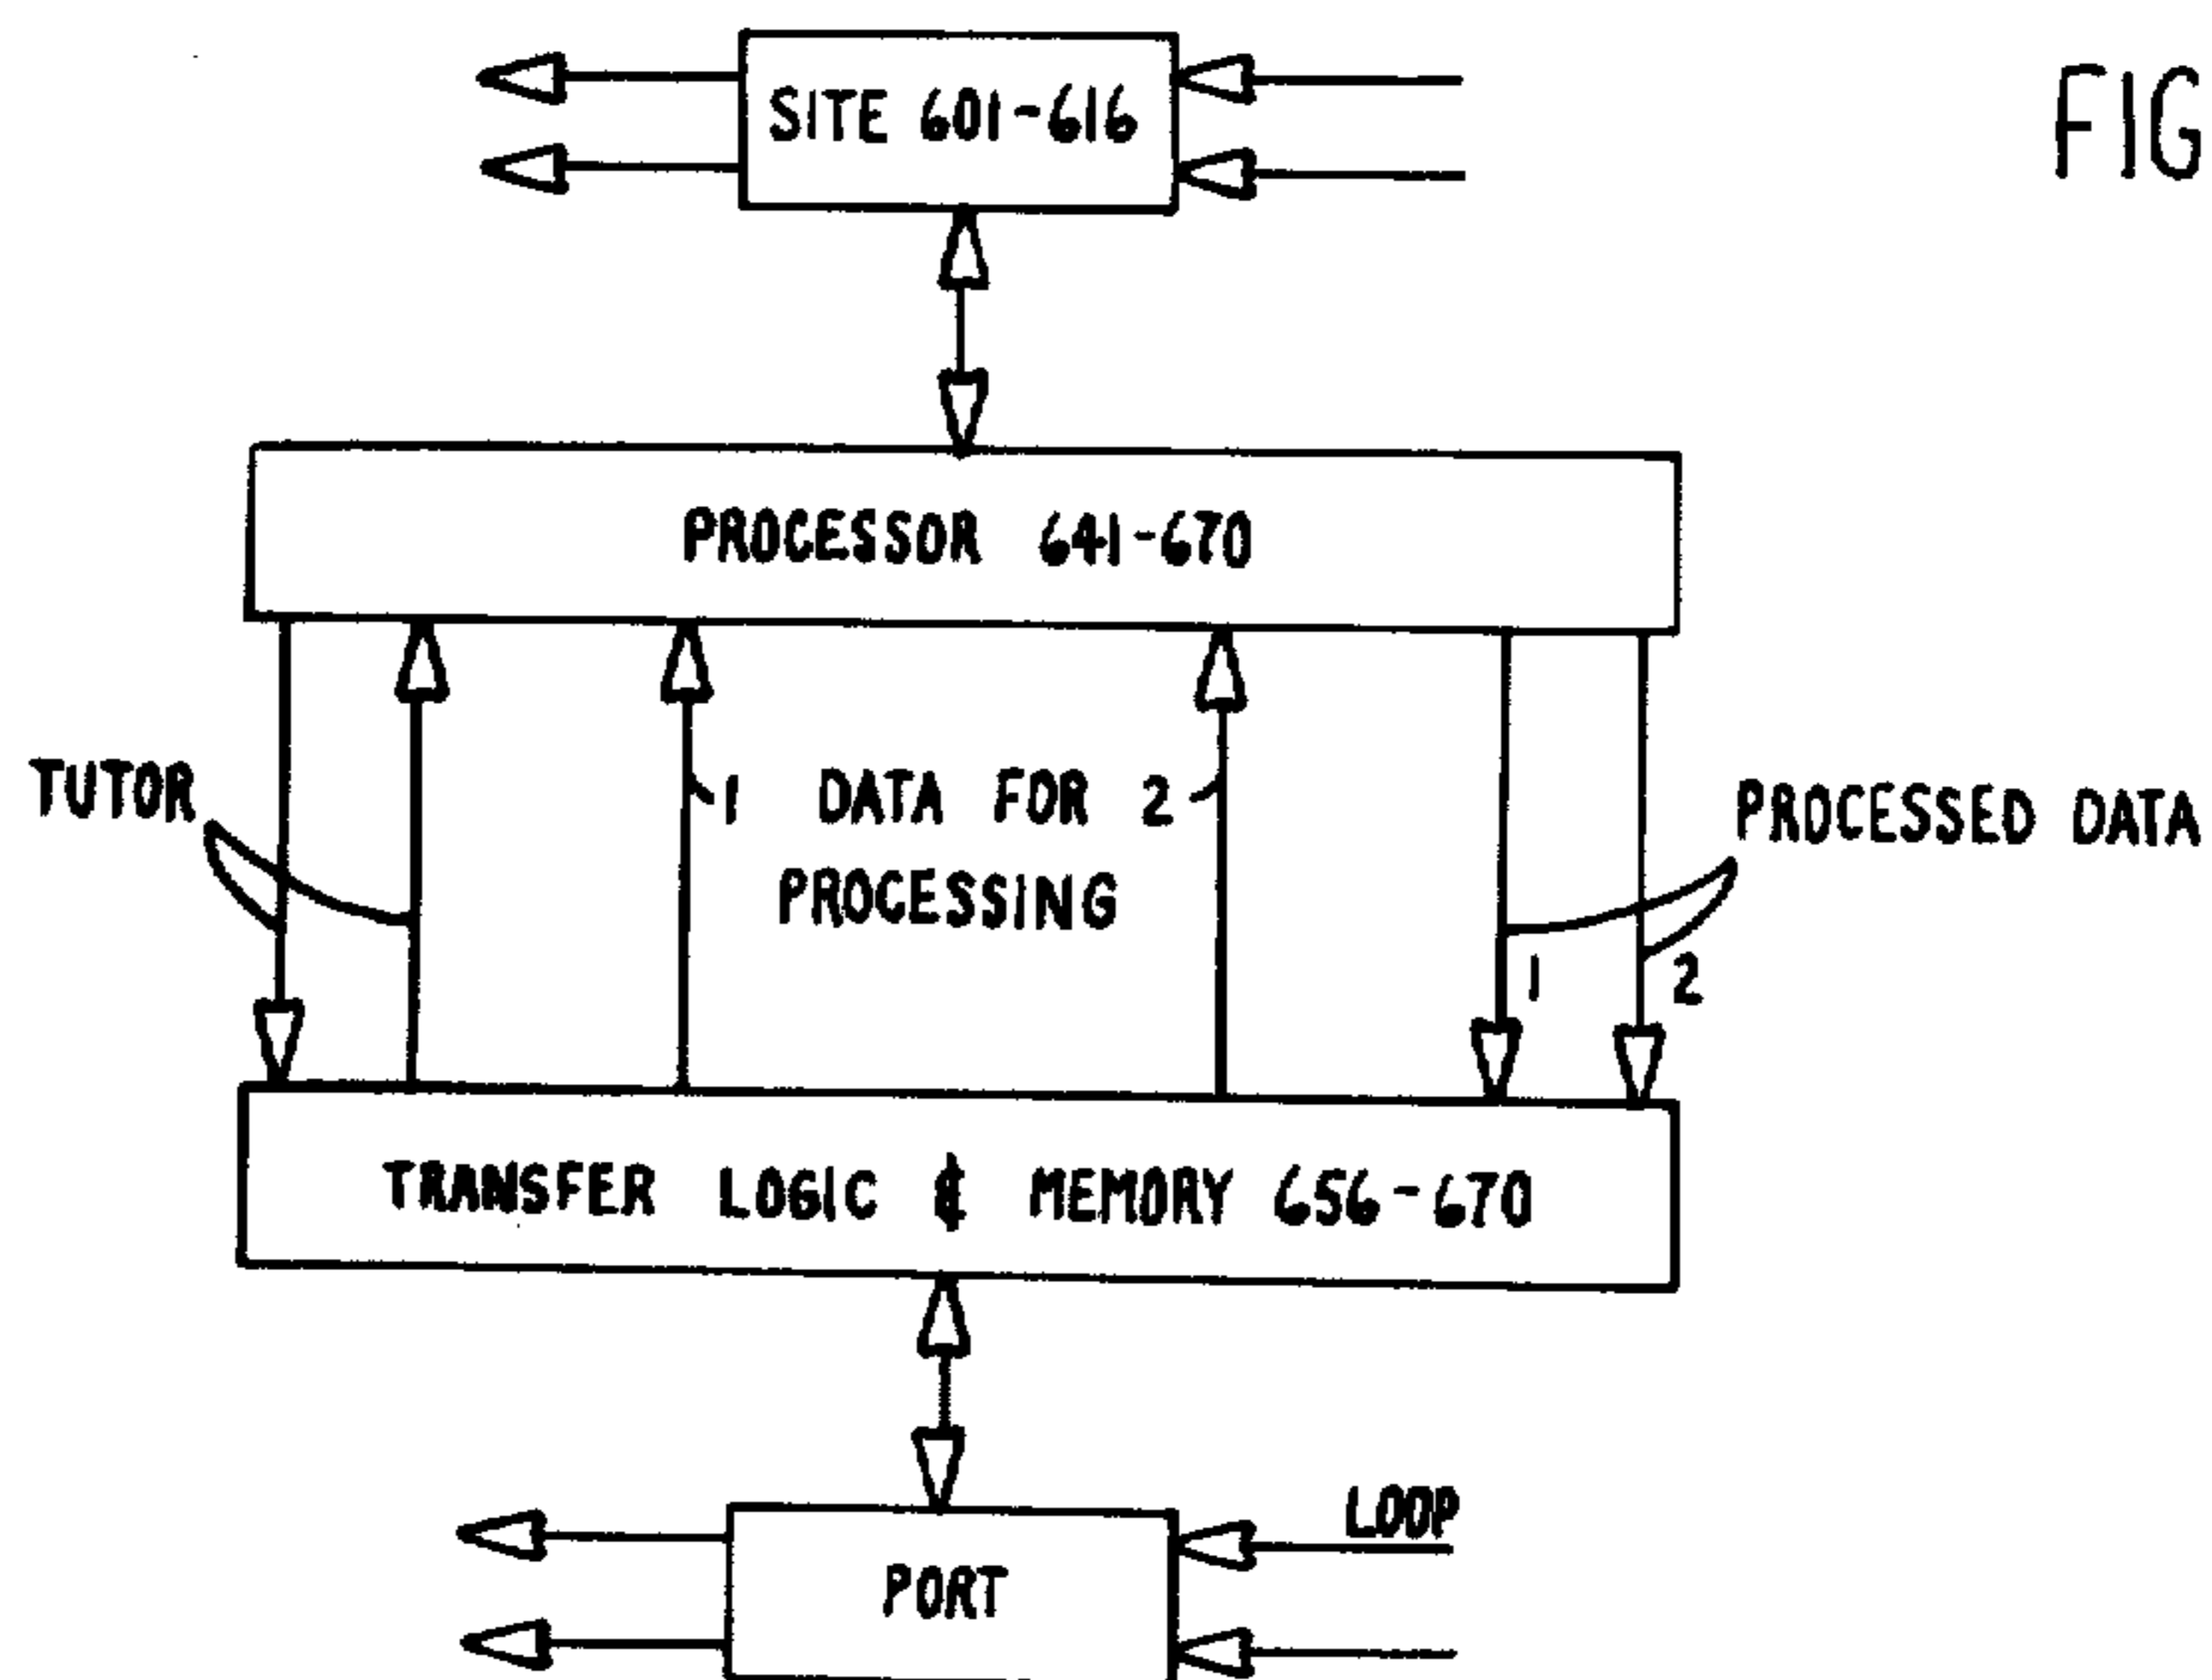 FIG
SITE 601-616
PROCESSOR 641-670
TUTOR
1 DATA FOR 2
PROCESSING
PROCESSED DATA
1
2
TRANSFER LOGIC & MEMORY 656-670
LOOP
PORT